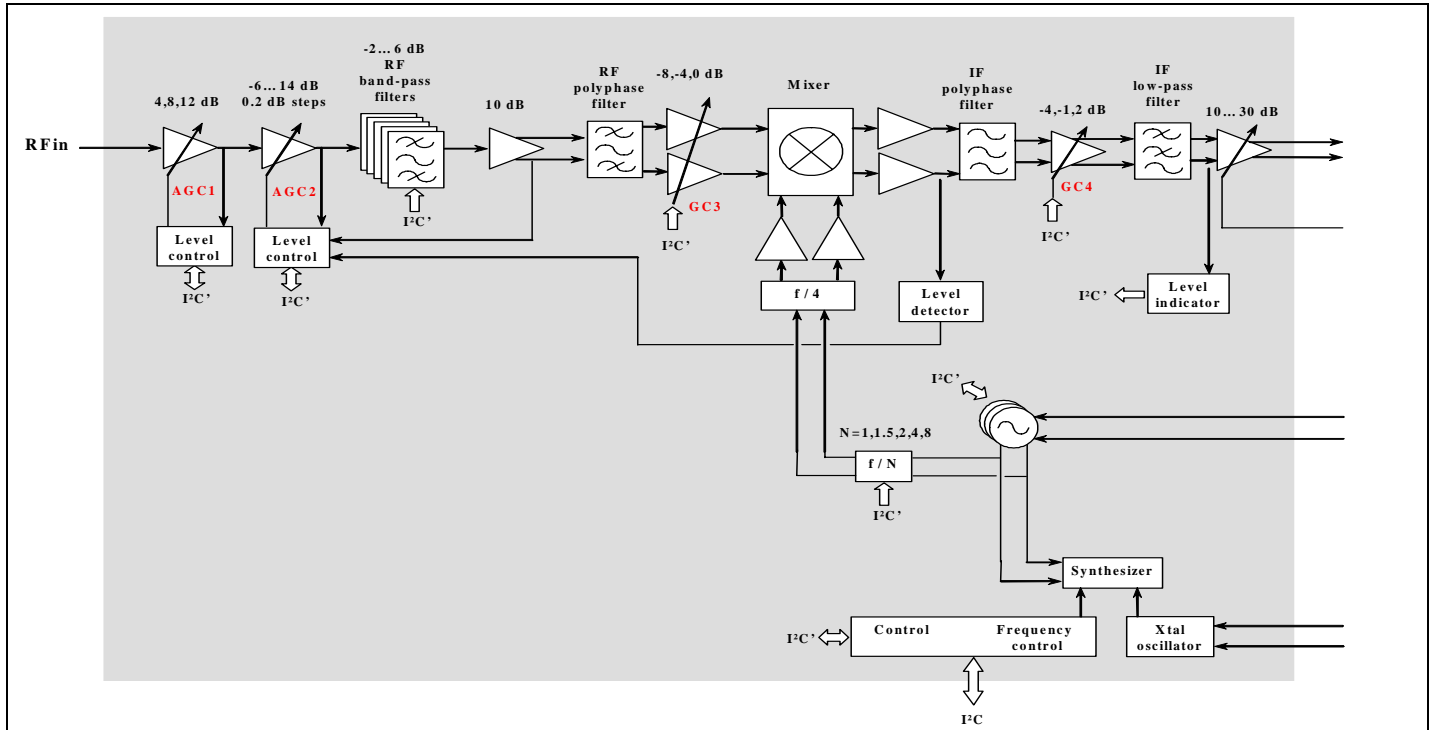 -2... 6 dB
RF
band-pass
filters
-6...14 dB
0.2 dB steps
4,8,12 dB
10 dB
RF
polyphase
filter
-8,-4,0 dB
Mixer
IF
polyphase
filter
-4,-1,2 dB
IF
low-pass
filter
10...30 dB
RFin
AGC1
AGC2
I²C'
GC3
I²C'
GC4
I²C'
Level
control
I²C'
Level
control
I²C'
f / 4
Level
detector
I²C'
Level
indicator
I²C'
N=1,1.5,2,4,8
f / N
I²C'
Synthesizer
I²C'
Control
Frequency
control
Xtal
oscillator
I²C